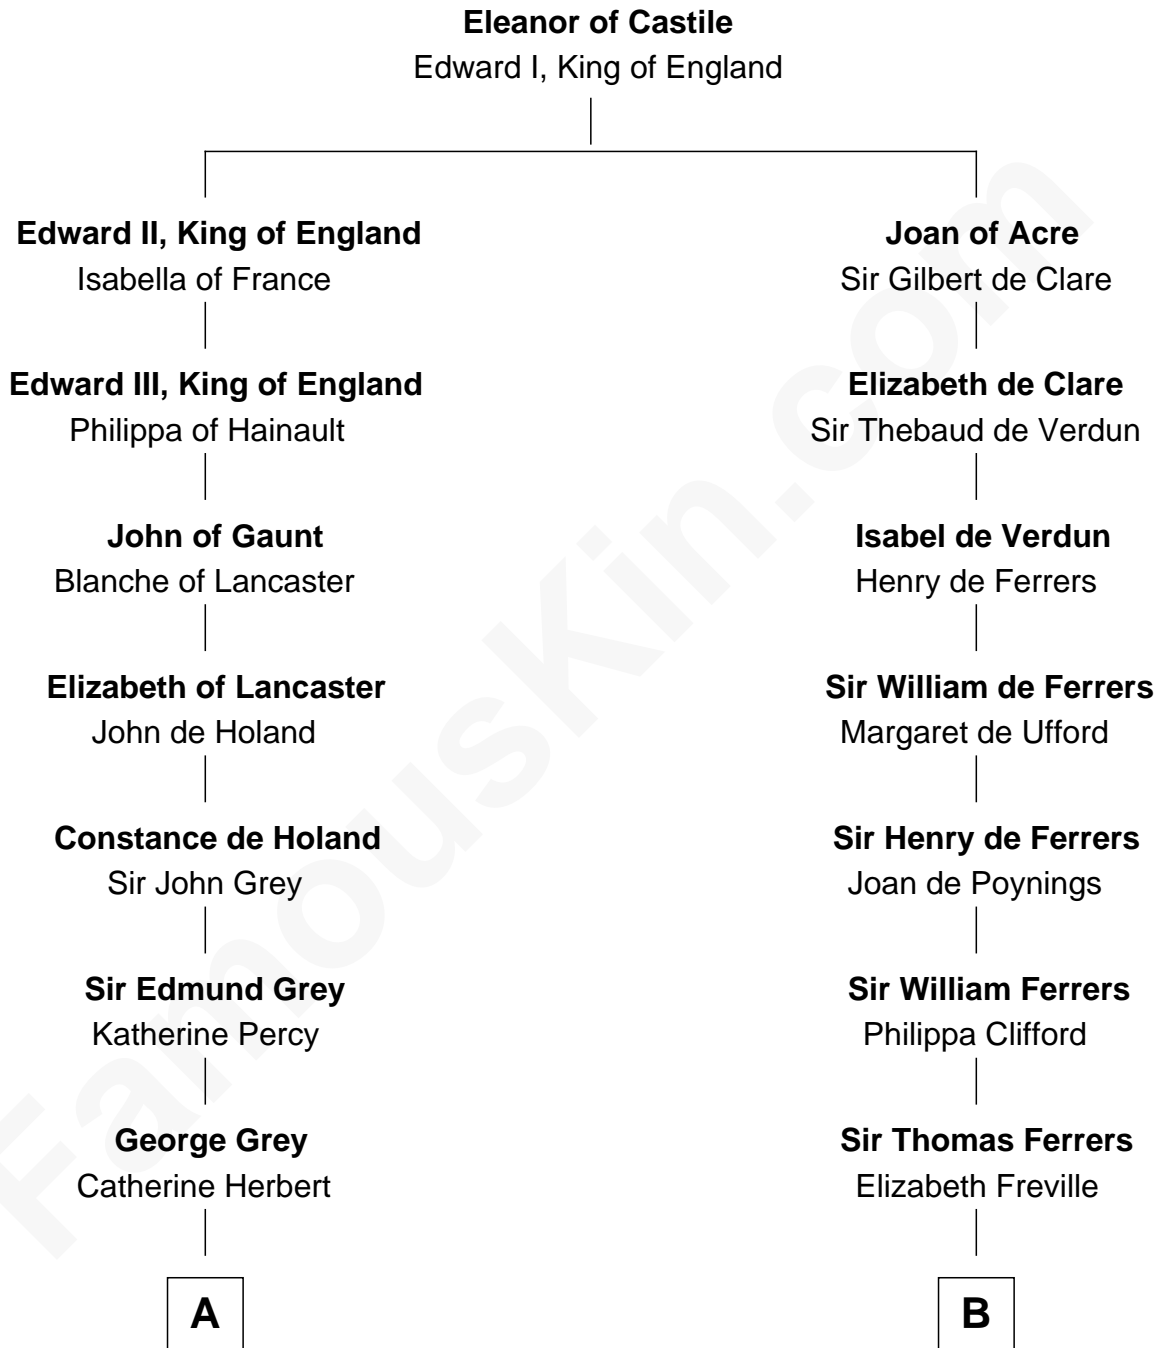 Eleanor of Castile
Edward I, King of England
Edward II, King of England
Isabella of France
Joan of Acre
Sir Gilbert de Clare
Edward III, King of England
Philippa of Hainault
Elizabeth de Clare
Sir Thebaud de Verdun
John of Gaunt
Blanche of Lancaster
Isabel de Verdun
Henry de Ferrers
Elizabeth of Lancaster
John de Holand
Sir William de Ferrers
Margaret de Ufford
Constance de Holand
Sir John Grey
Sir Henry de Ferrers
Joan de Poynings
Sir Edmund Grey
Katherine Percy
Sir William Ferrers
Philippa Clifford
George Grey
Catherine Herbert
Sir Thomas Ferrers
Elizabeth Freville
A
B
FamousKin.com